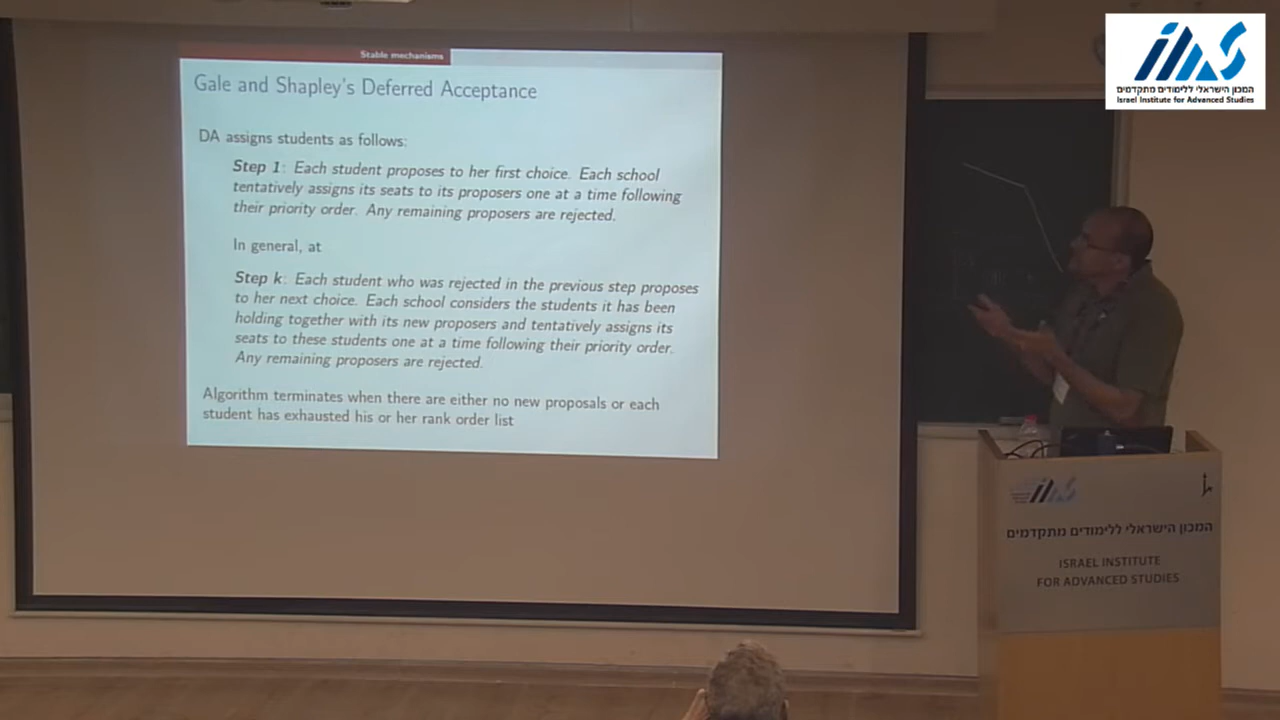 Stable mechanisms
Gale and Shapley's Deferred Acceptance
DA assigns students as follows:
Step 1: Each student proposes to her first choice. Each school
tentatively assigns its seats to its proposers one at a time following
their priority order. Any remaining proposers are rejected.
In general, at
Step k: Each student who was rejected in the previous step proposes
to her next choice. Each school considers the students it has been
holding together with its new proposers and tentatively assigns its
seats to these students one at a time following their priority order.
Any remaining proposers are rejected.
Algorithm terminates when there are either no new proposals or each
student has exhausted his or her rank order list
המכון הישראלי ללימודים מתקדמים
Israel Institute for Advanced Studies
המכון הישראלי ללימודים מתקדמים
ISRAEL INSTITUTE
FOR ADVANCED STUDIES